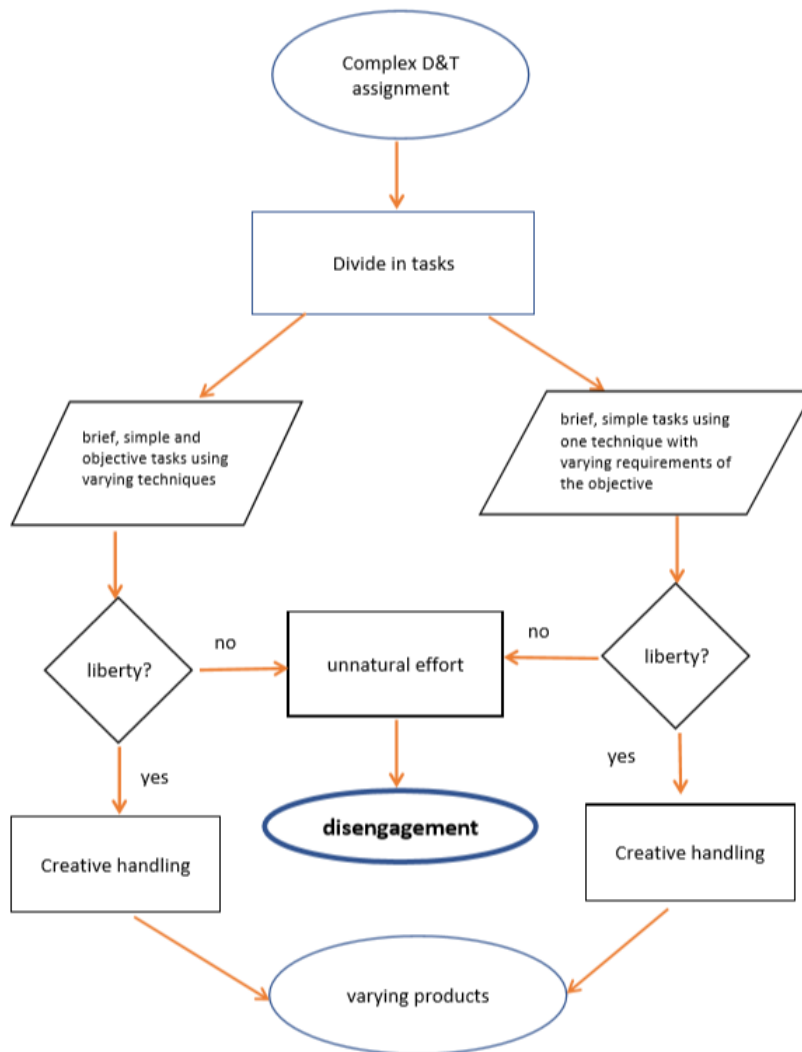 Complex D&T
assignment
Divide in tasks
brief, simple and
objective tasks using
varying techniques
brief, simple tasks using
one technique with
varying requirements of
the objective
liberty?
no
unnatural effort
no
liberty?
yes
yes
disengagement
Creative handling
Creative handling
varying products